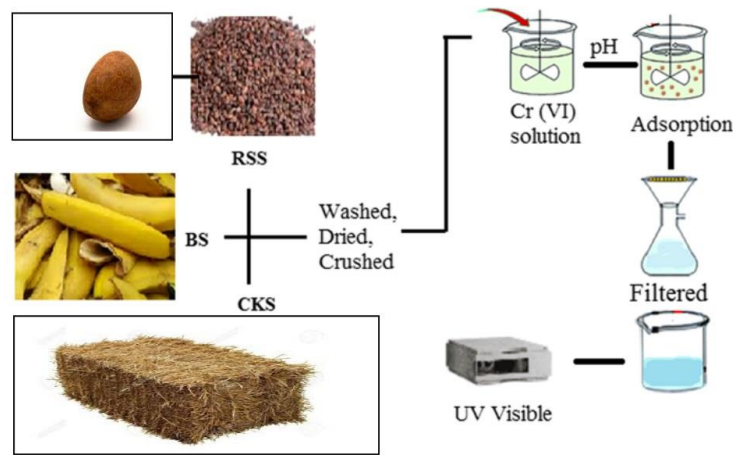 RSS
BS
CKS
Washed,
Dried,
Crushed
Cr (VI)
solution
pH
Adsorption
Filtered
UV Visible